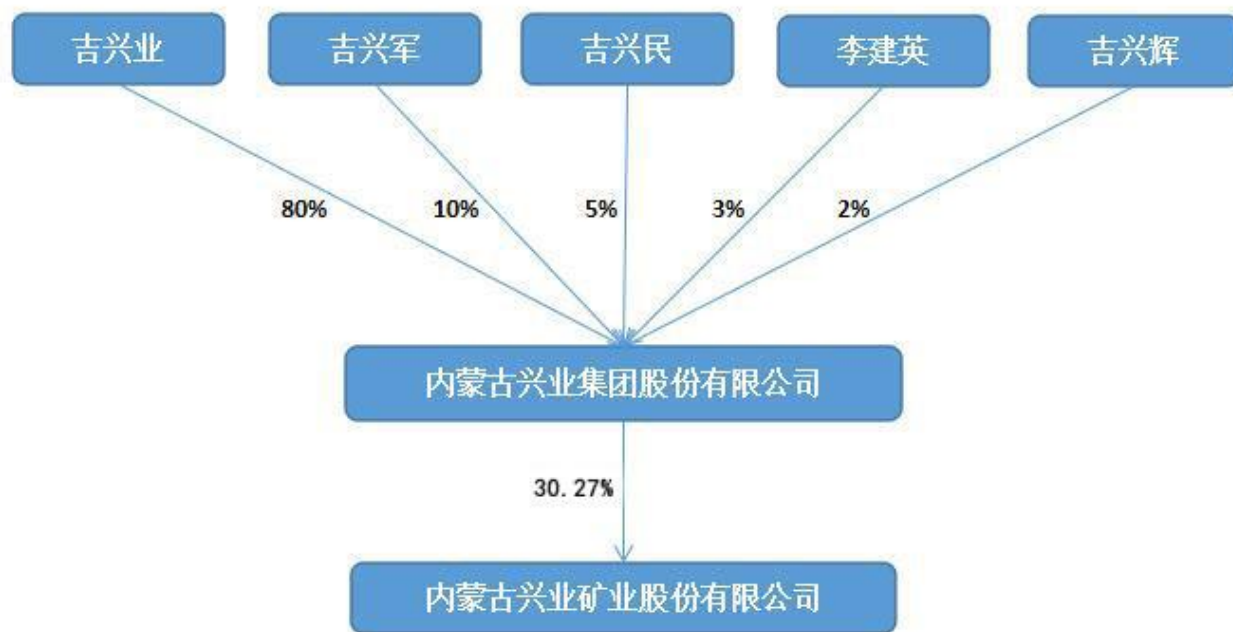 吉兴业
吉兴军
吉兴民
李建英
吉兴辉
80%
10%
5%
3%
2%
内蒙古兴业集团股份有限公司
30.27%
内蒙古兴业矿业股份有限公司